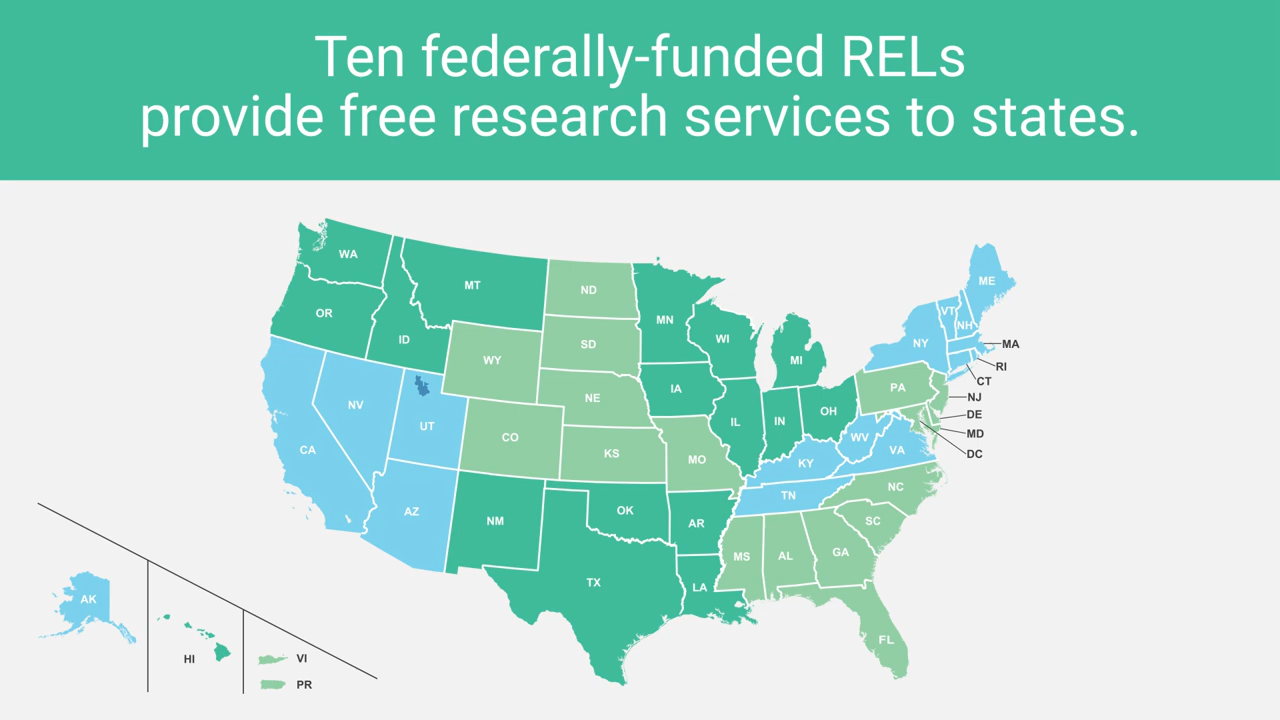 Ten federally-funded RELs
provide free research services to states.
WA
MT
ND
MN
OR
ID
SD
WI
MI
WY
NE
IA
NV
UT
CO
KS
MO
IL
IN
OH
CA
AZ
NM
OK
AR
TX
LA
MS
AL
GA
FL
SC
NC
TN
KY
WV
VA
PA
NY
VT
NH
ME
MA
RI
CT
NJ
DE
MD
DC
AK
HI
VI
PR